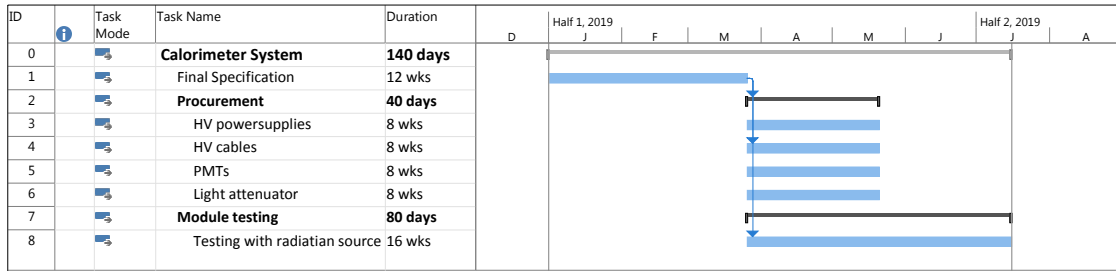 ID Task Mode Task Name Duration Half 1, 2019 Half 2, 2019
D J F M A M J J A
0 Calorimeter System 140 days
1 Final Specification 12 wks
2 Procurement 40 days
3 HV powersupplies 8 wks
4 HV cables 8 wks
5 PMTs 8 wks
6 Light attenuator 8 wks
7 Module testing 80 days
8 Testing with radiatian source 16 wks